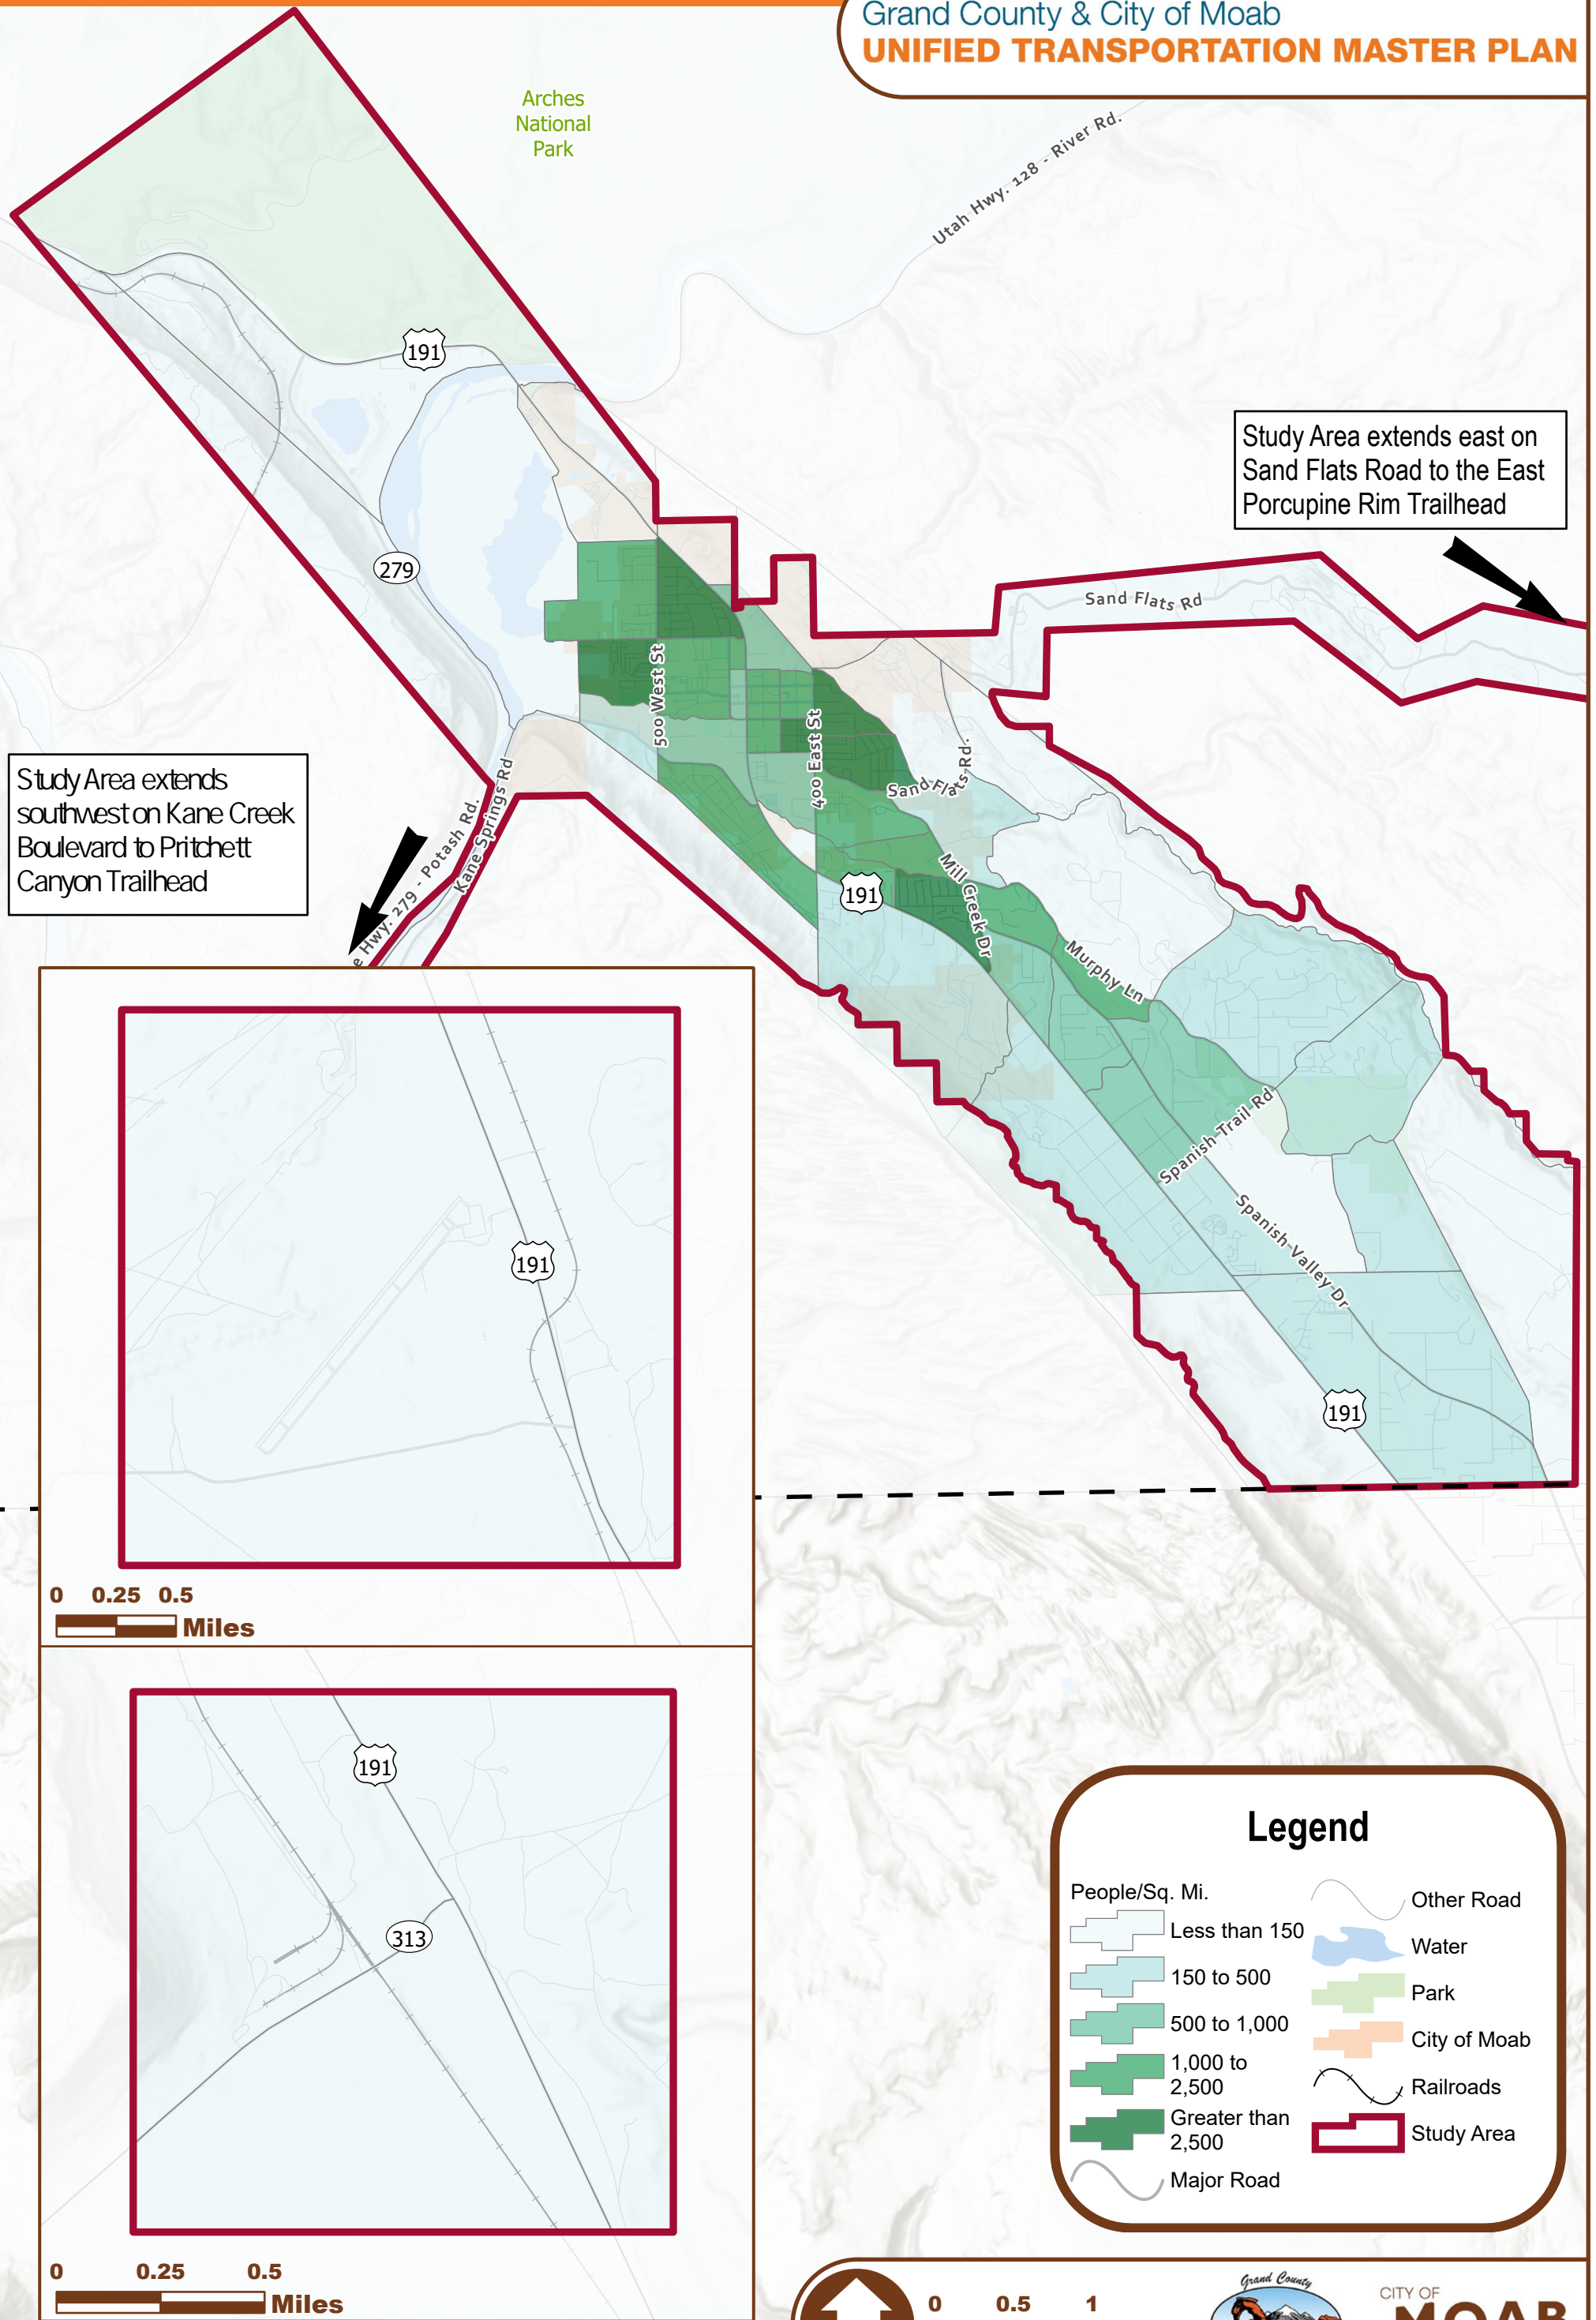 Grand County & City of Moab
UNIFIED TRANSPORTATION MASTER PLAN
Arches
National
Park
Utah Hwy. 128 - River Rd.
191
Study Area extends east on
Sand Flats Road to the East
Porcupine Rim Trailhead
279
Sand Flats Rd
500 West St
400 East St
Sand Flats Rd.
Study Area extends
southwest on Kane Creek
Boulevard to Pritchett
Canyon Trailhead
e Hwy. 279 - Potash Rd.
Kane Springs Rd
191
Mill Creek Dr
Murphy Ln
Spanish Trail Rd
Spanish Valley Dr
191
191
0 0.25 0.5
Miles
191
313
0 0.25 0.5
Miles
Legend
People/Sq. Mi.
Less than 150
150 to 500
500 to 1,000
1,000 to
2,500
Greater than
2,500
Major Road
Other Road
Water
Park
City of Moab
Railroads
Study Area
0 0.5 1
Grand County
CITY OF
MOAB